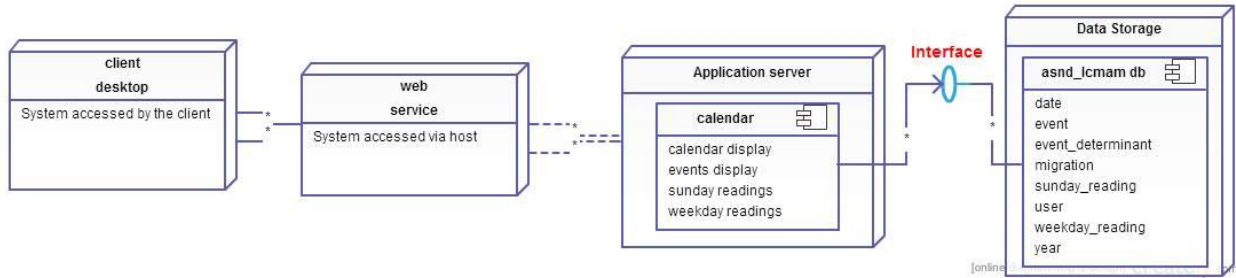 client
desktop
System accessed by the client
*
*
web
service
System accessed via host
*
*
Application server
calendar
calendar display
events display
sunday readings
weekday readings
*
Interface
*
Data Storage
asnd_lcmam db
date
event
event_determinant
migration
sunday_reading
user
weekday_reading
year
[online